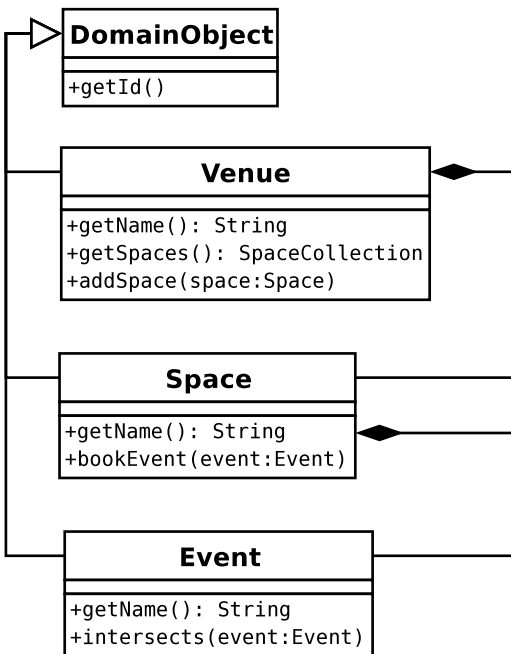 DomainObject
+getId()
Venue
+getName(): String
+getSpaces(): SpaceCollection
+addSpace(space:Space)
Space
+getName(): String
+bookEvent(event:Event)
Event
+getName(): String
+intersects(event:Event)